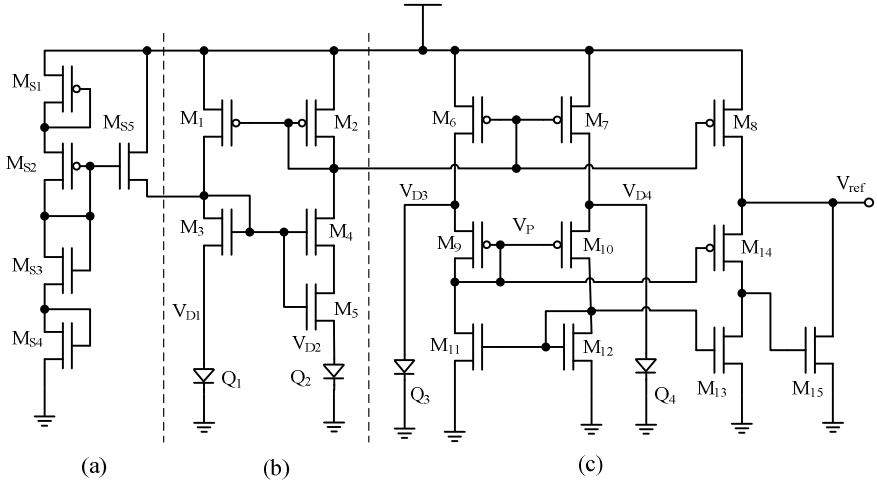 M_S1
M_S5
M_1
M_2
M_6
M_7
M_8
M_S2
V_ref
V_D3
V_D4
M_3
M_4
M_9
V_P
M_10
M_14
M_S3
M_5
V_D1
V_D2
M_S4
M_11
M_12
M_13
M_15
Q_1
Q_2
Q_3
Q_4
(a)
(b)
(c)